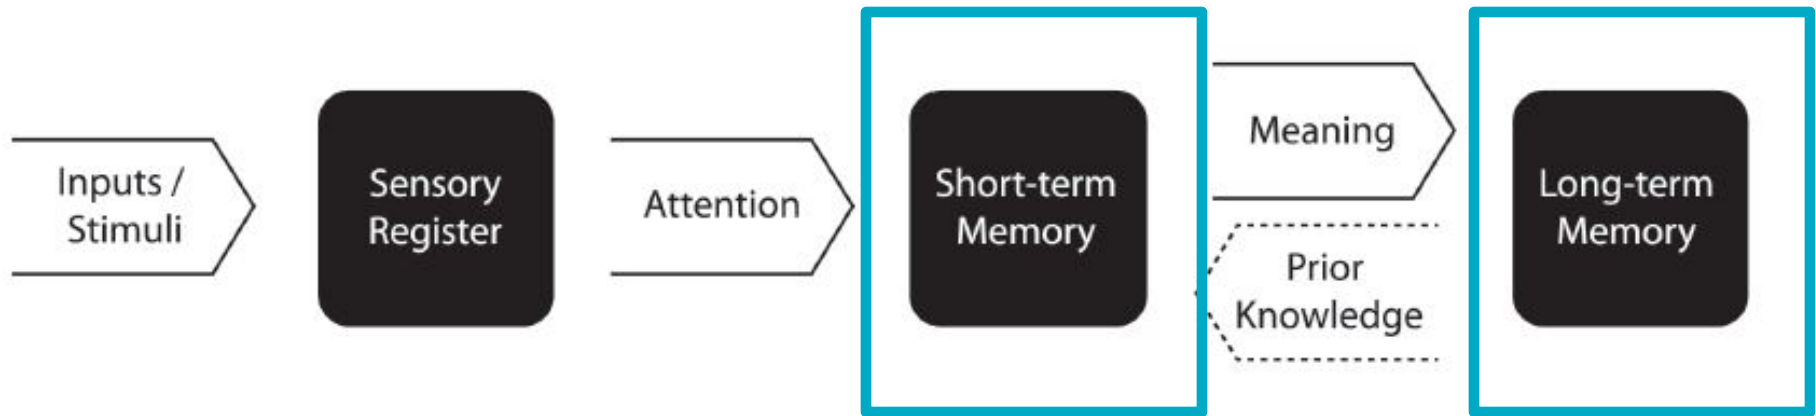 Inputs /
Stimuli
Sensory
Register
Attention
Short-term
Memory
Meaning
Prior
Knowledge
Long-term
Memory